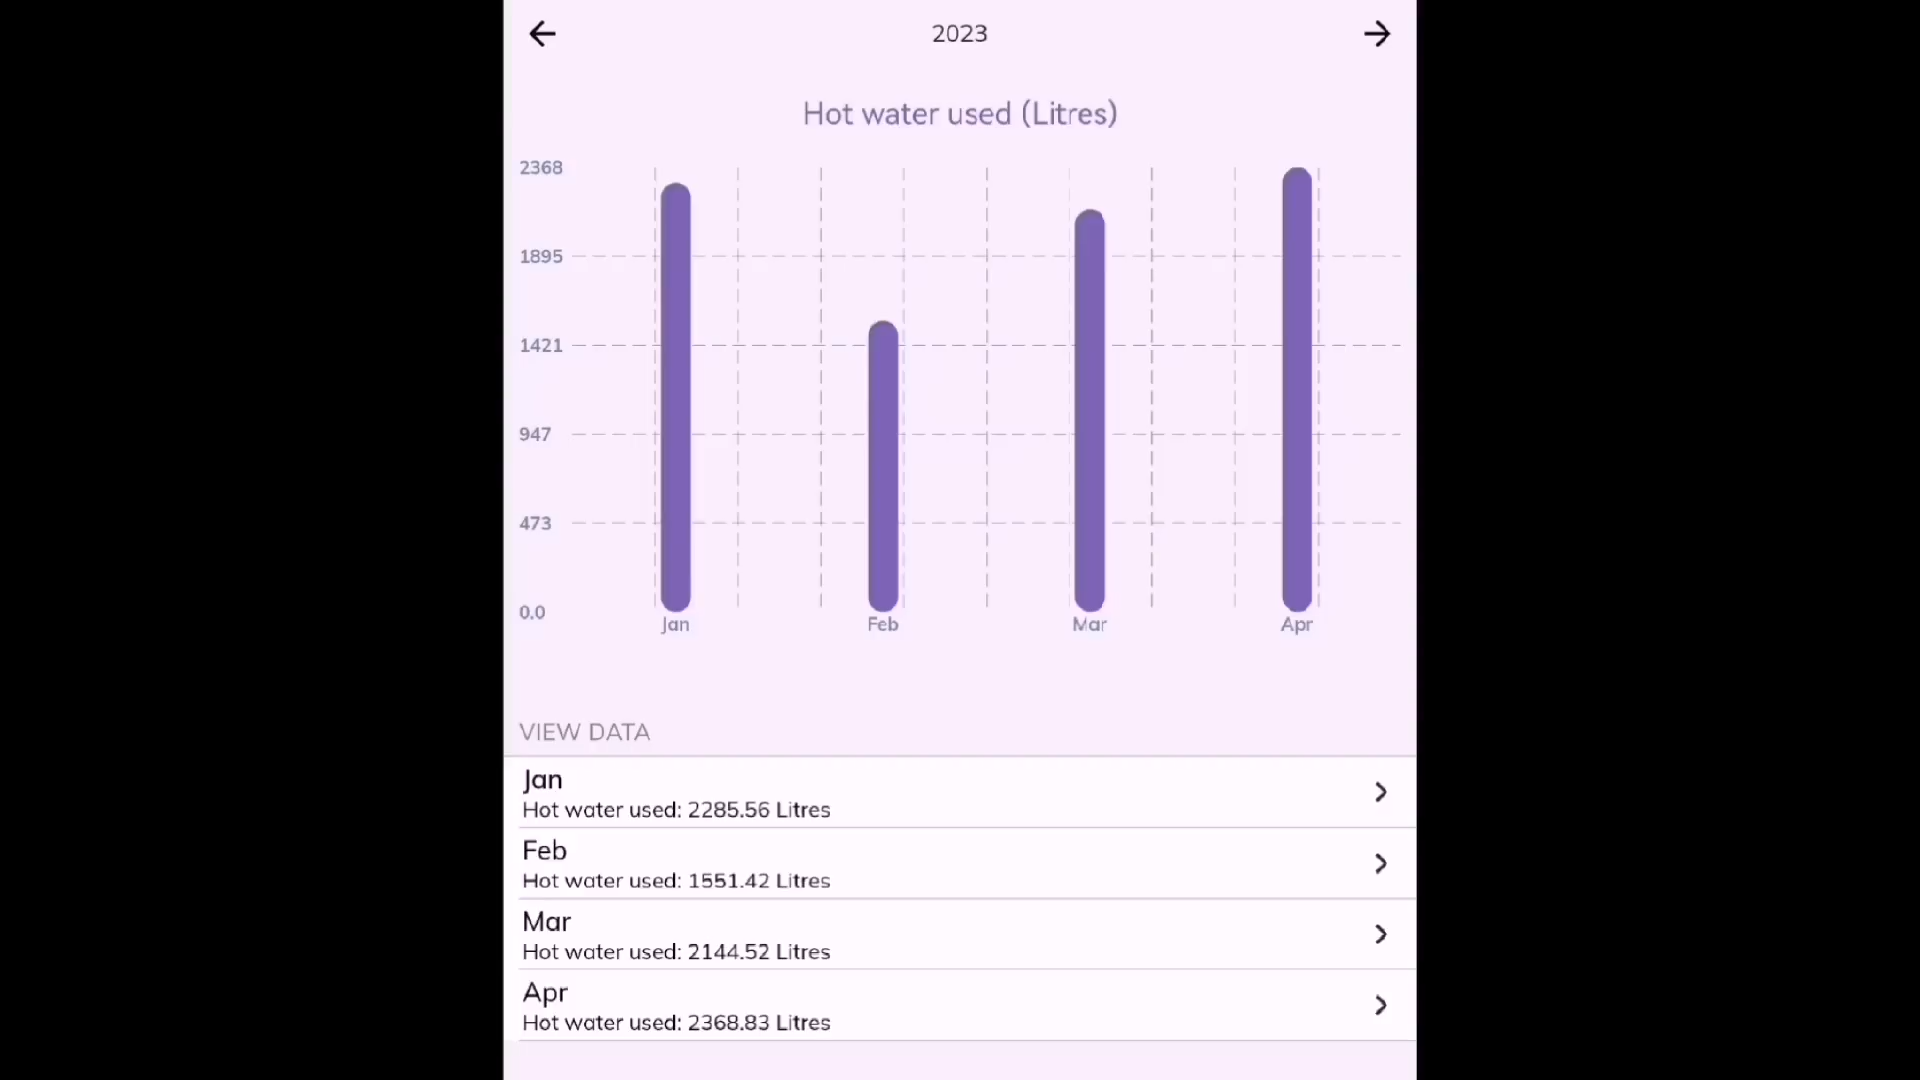 2023
Hot water used (Litres)
2368
1895
1421
947
473
0.0
Jan Feb Mar Apr
VIEW DATA
Jan
Hot water used: 2285.56 Litres
Feb
Hot water used: 1551.42 Litres
Mar
Hot water used: 2144.52 Litres
Apr
Hot water used: 2368.83 Litres